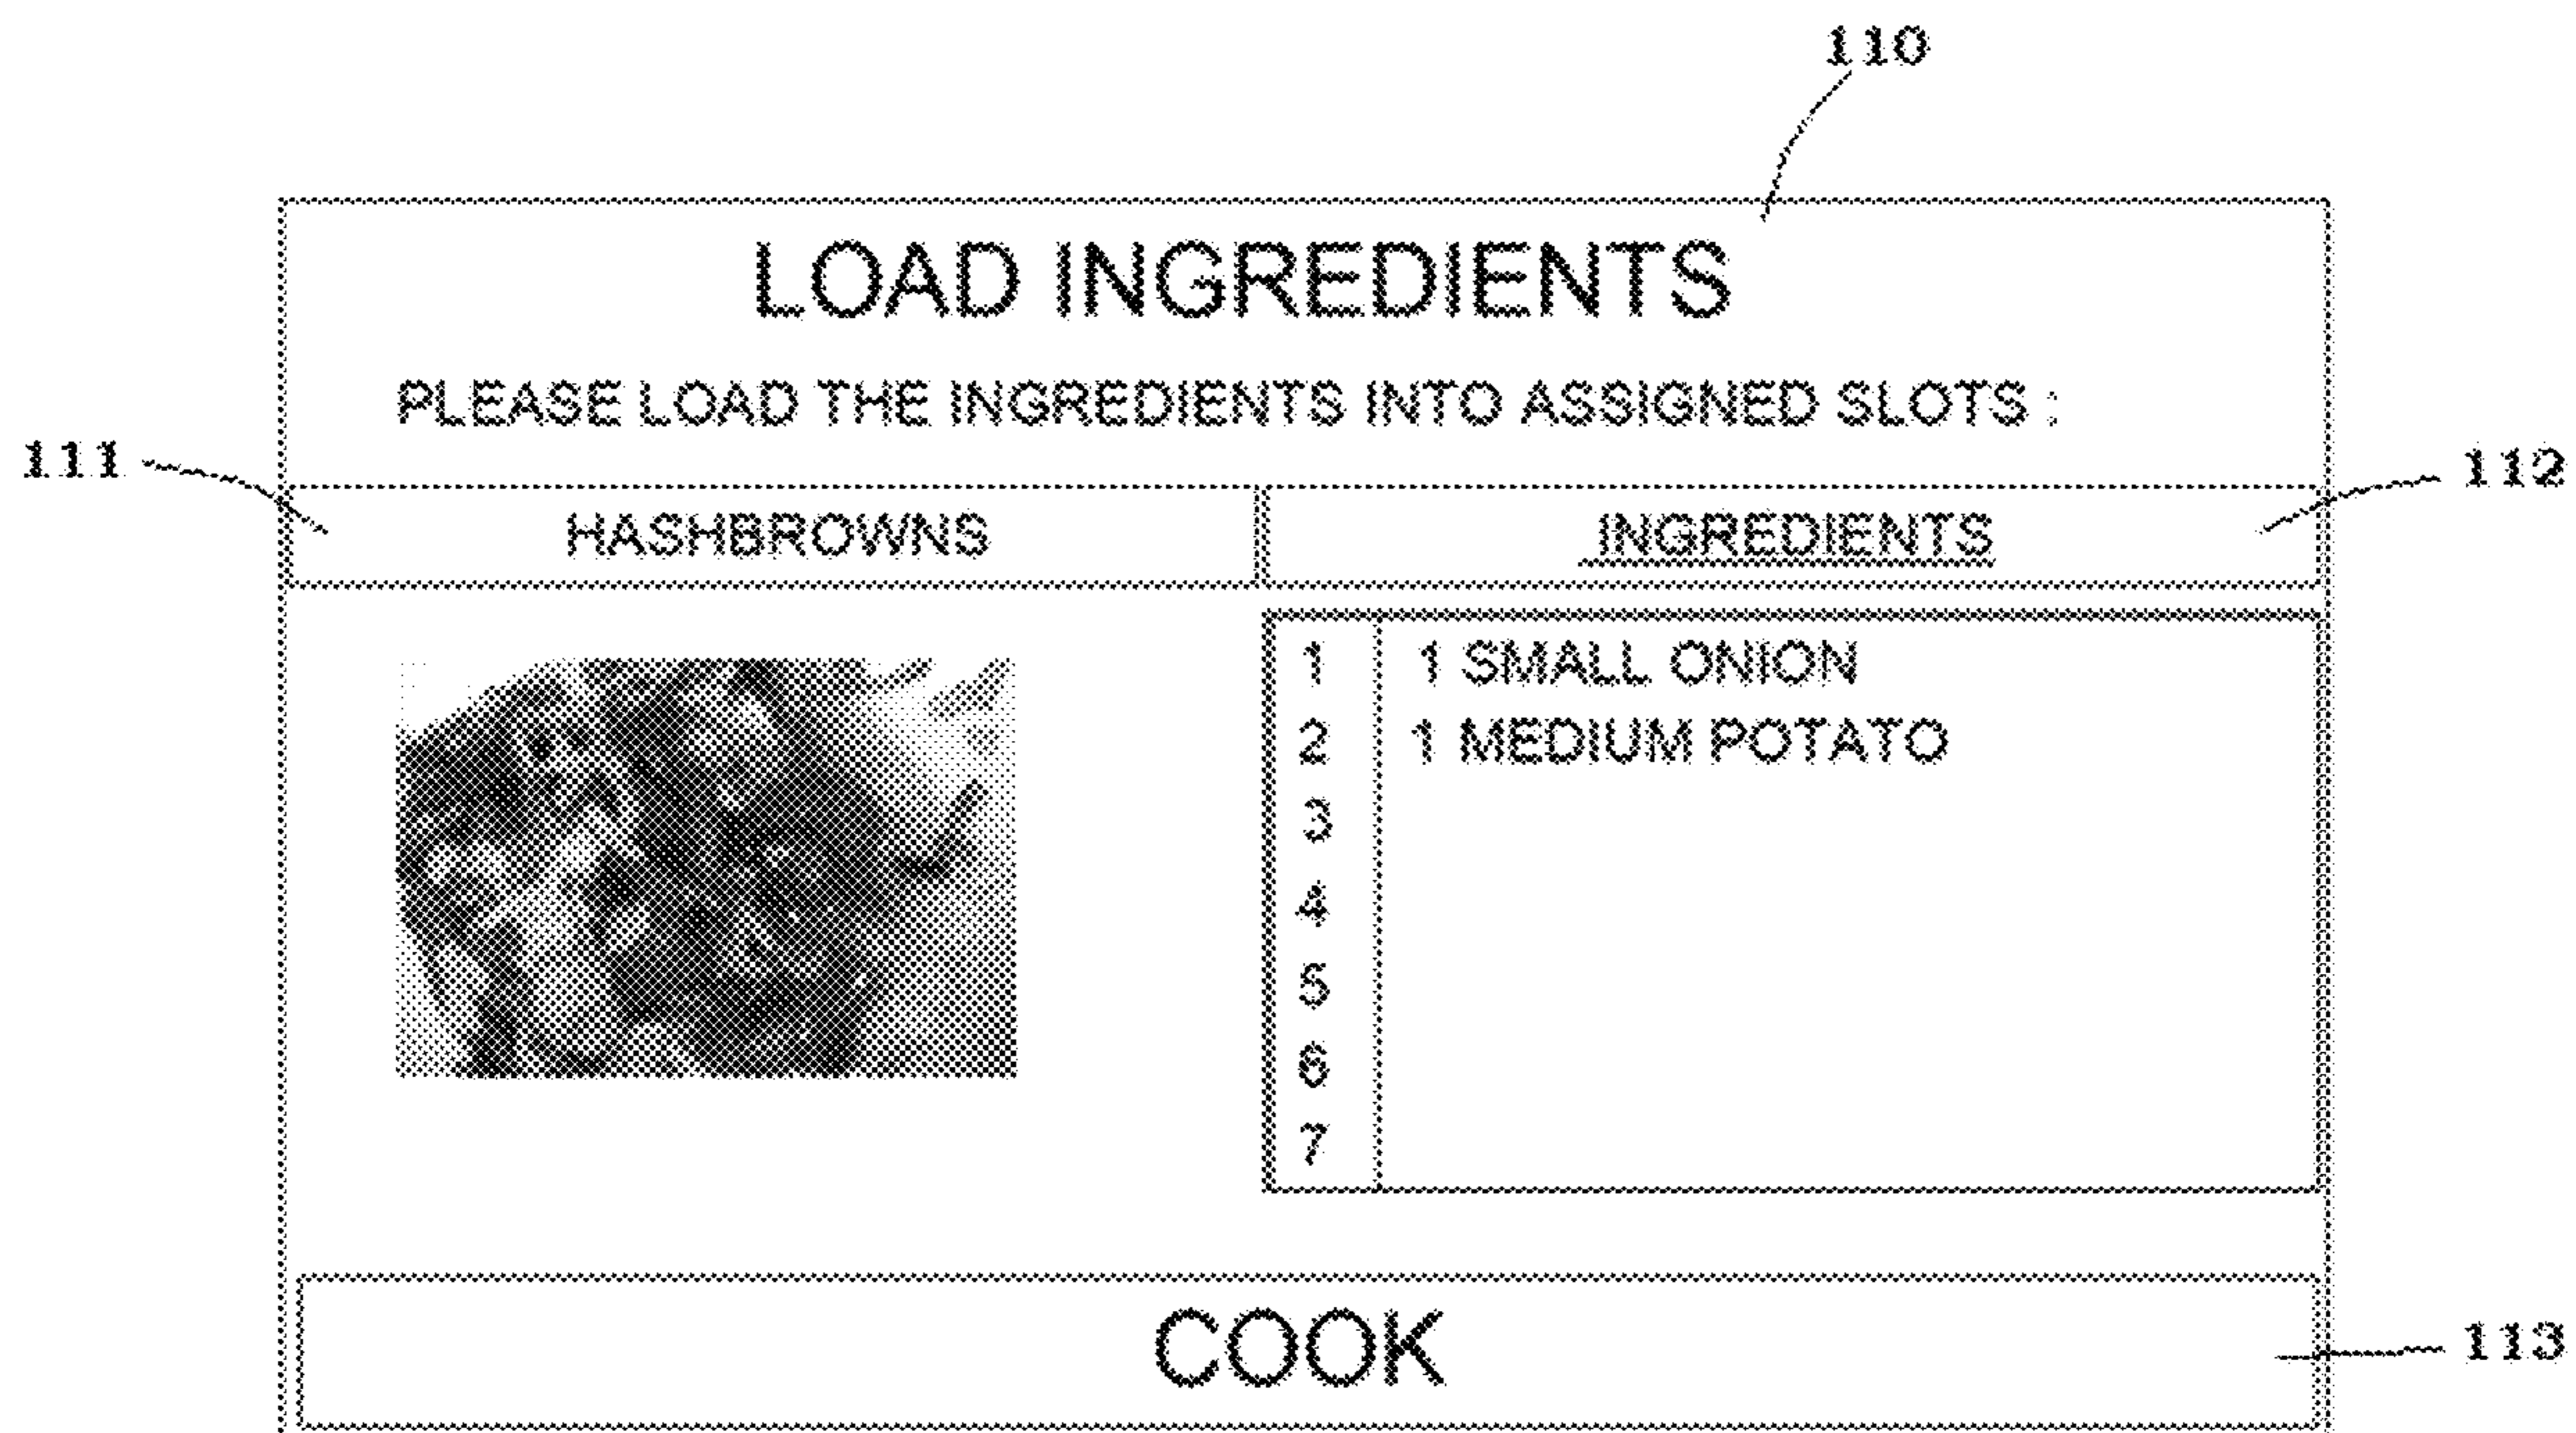 110
LOAD INGREDIENTS
PLEASE LOAD THE INGREDIENTS INTO ASSIGNED SLOTS :
111
112
HASHBROWNS
INGREDIENTS
1 1 SMALL ONION
2 1 MEDIUM POTATO
3
4
5
6
7
COOK
113